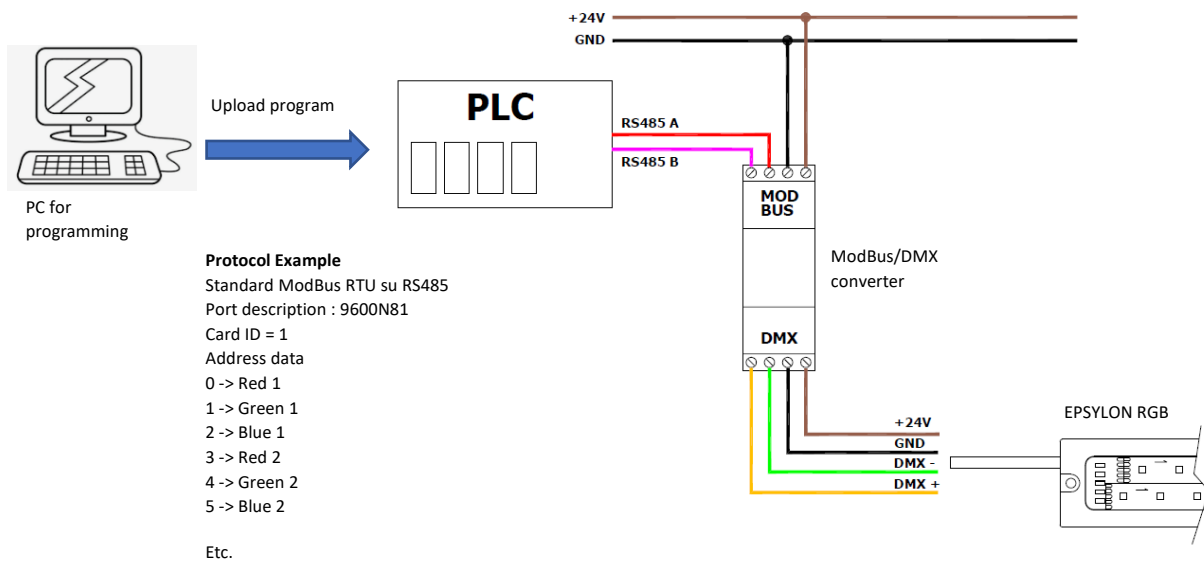 +24V
GND
Upload program
PLC
RS485 A
RS485 B
PC for
programming
MOD
BUS
ModBus/DMX
converter
DMX
Protocol Example
Standard ModBus RTU su RS485
Port description : 9600N81
Card ID = 1
Address data
0 -> Red 1
1 -> Green 1
2 -> Blue 1
3 -> Red 2
4 -> Green 2
5 -> Blue 2
Etc.
+24V
GND
DMX -
DMX +
EPSYLON RGB